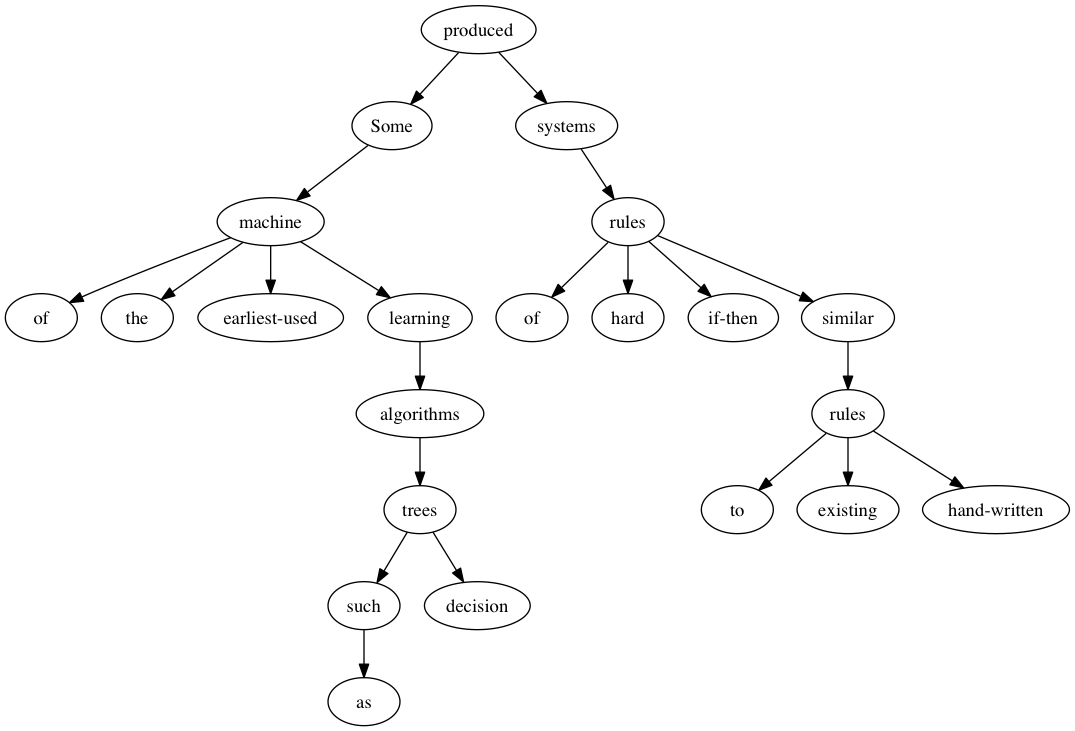 produced
Some systems
machine rules
of the earliest-used learning of hard if-then similar
algorithms rules
trees to existing hand-written
such decision
as